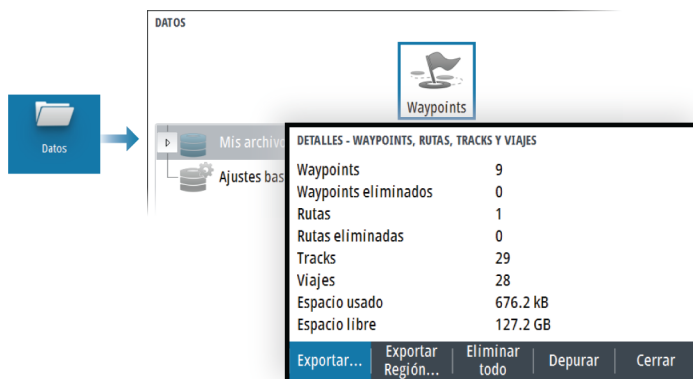 DATOS
Waypoints
Datos
Mis archivo
Ajustes bas
DETALLES - WAYPOINTS, RUTAS, TRACKS Y VIAJES
Waypoints 9
Waypoints eliminados 0
Rutas 1
Rutas eliminadas 0
Tracks 29
Viajes 28
Espacio usado 676.2 kB
Espacio libre 127.2 GB
Exportar...
Exportar
Región...
Eliminar
todo
Depurar
Cerrar